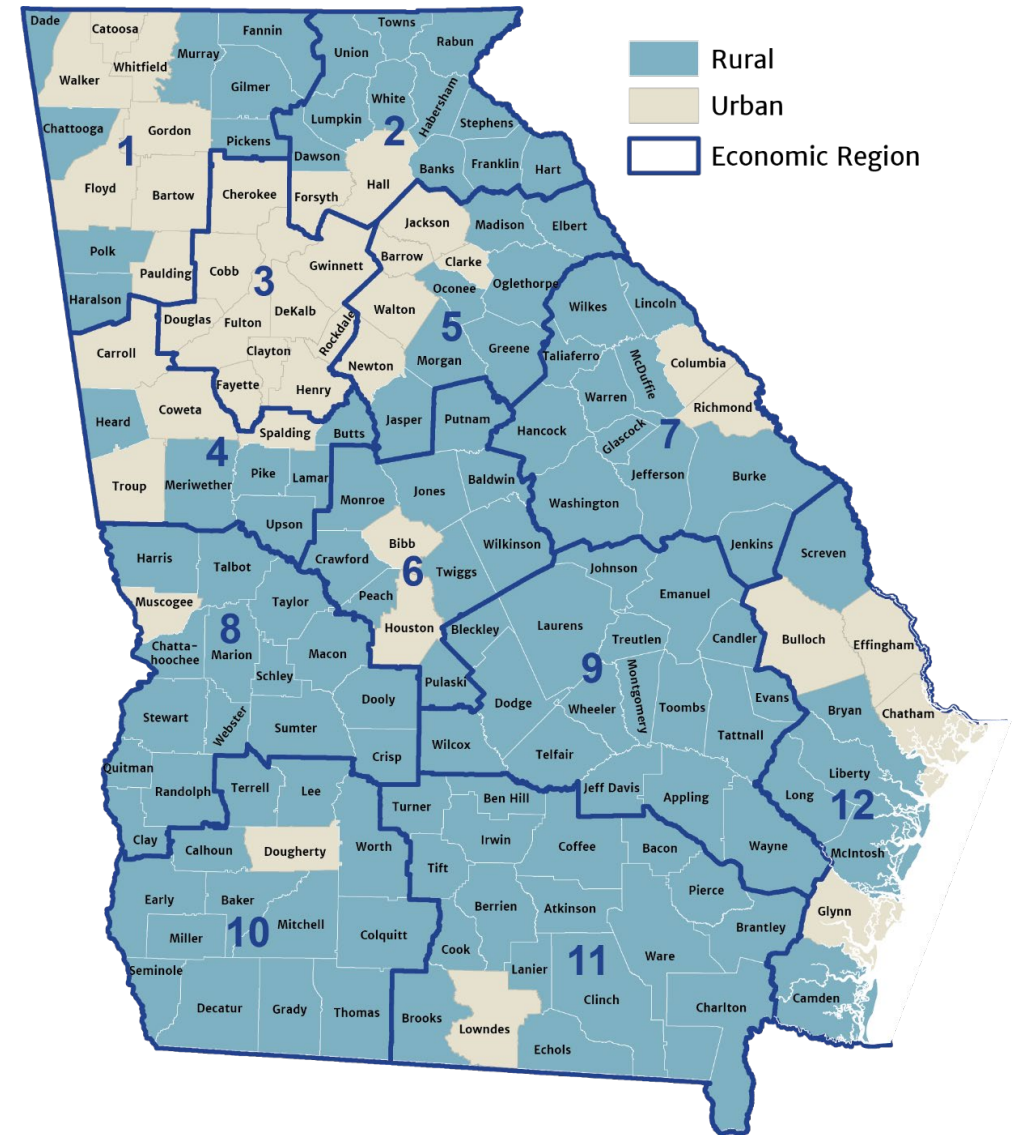 Rural
Urban
Economic Region
Dade
Catoosa
Fannin
Towns
Rabun
Union
Murray
Whitfield
Walker
Gilmer
White
Habersham
Lumpkin
Stephens
Chattooga
Gordon
1
2
Pickens
Dawson
Banks
Franklin
Hart
Floyd
Bartow
Cherokee
Forsyth
Hall
Jackson
Madison
Elbert
Polk
Paulding
Cobb
Gwinnett
Barrow
Clarke
3
Oconee
Oglethorpe
Haralson
Douglas
Fulton
DeKalb
Rockdale
Walton
5
Wilkes
Lincoln
Carroll
Clayton
Newton
Morgan
Greene
Taliaferro
McDuffie
Columbia
Fayette
Henry
Warren
Richmond
Heard
Coweta
Spalding
Butts
Jasper
Putnam
Hancock
Glascock
7
4
Troup
Meriwether
Pike
Lamar
Monroe
Jones
Baldwin
Jefferson
Burke
Washington
Upson
Bibb
Wilkinson
Jenkins
Screven
Harris
Talbot
Crawford
6
Twiggs
Johnson
Muscogee
Taylor
Peach
Emanuel
8
Houston
Bleckley
Laurens
Treutlen
Candler
Bulloch
Effingham
Chatta-
hoochee
Marion
Macon
Schley
Pulaski
9
Montgomery
Dooly
Dodge
Wheeler
Toombs
Evans
Bryan
Chatham
Stewart
Webster
Sumter
Wilcox
Telfair
Tattnall
Crisp
Quitman
Randolph
Terrell
Lee
Turner
Ben Hill
Jeff Davis
Appling
Liberty
Long
12
Clay
Calhoun
Dougherty
Worth
Irwin
Coffee
Bacon
Wayne
McIntosh
Tift
Pierce
Early
Baker
Mitchell
Berrien
Atkinson
Brantley
Glynn
Miller
10
Colquitt
Cook
Ware
Lanier
11
Seminole
Clinch
Charlton
Camden
Decatur
Grady
Thomas
Brooks
Lowndes
Echols